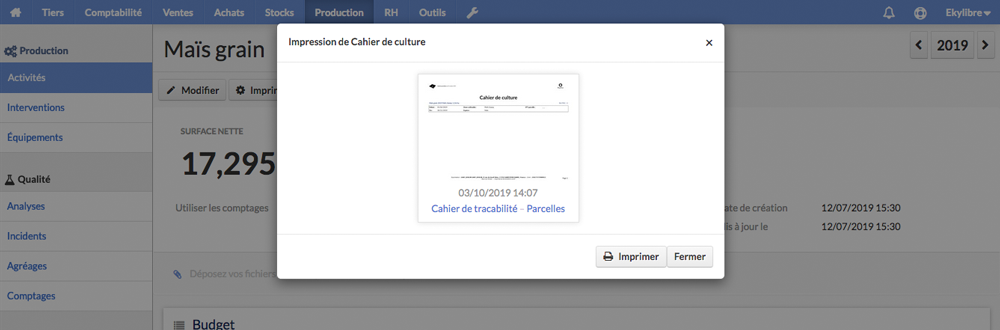 Tiers Comptabilité Ventes Achats Stocks Production RH Outils Ekylibre
Production
Activités
Interventions
Équipements
Qualité
Analyses
Incidents
Agréages
Comptages
Maïs grain
2019
Modifier Imprim
SURFACE NETTE
17,295
Utiliser les comptages
ate de création 12/07/2019 15:30
is à jour le 12/07/2019 15:30
Déposez vos fichiers
Budget
Impression de Cahier de culture ×
Cahier de culture
03/10/2019 14:07
Cahier de tracabilité – Parcelles
Imprimer Fermer